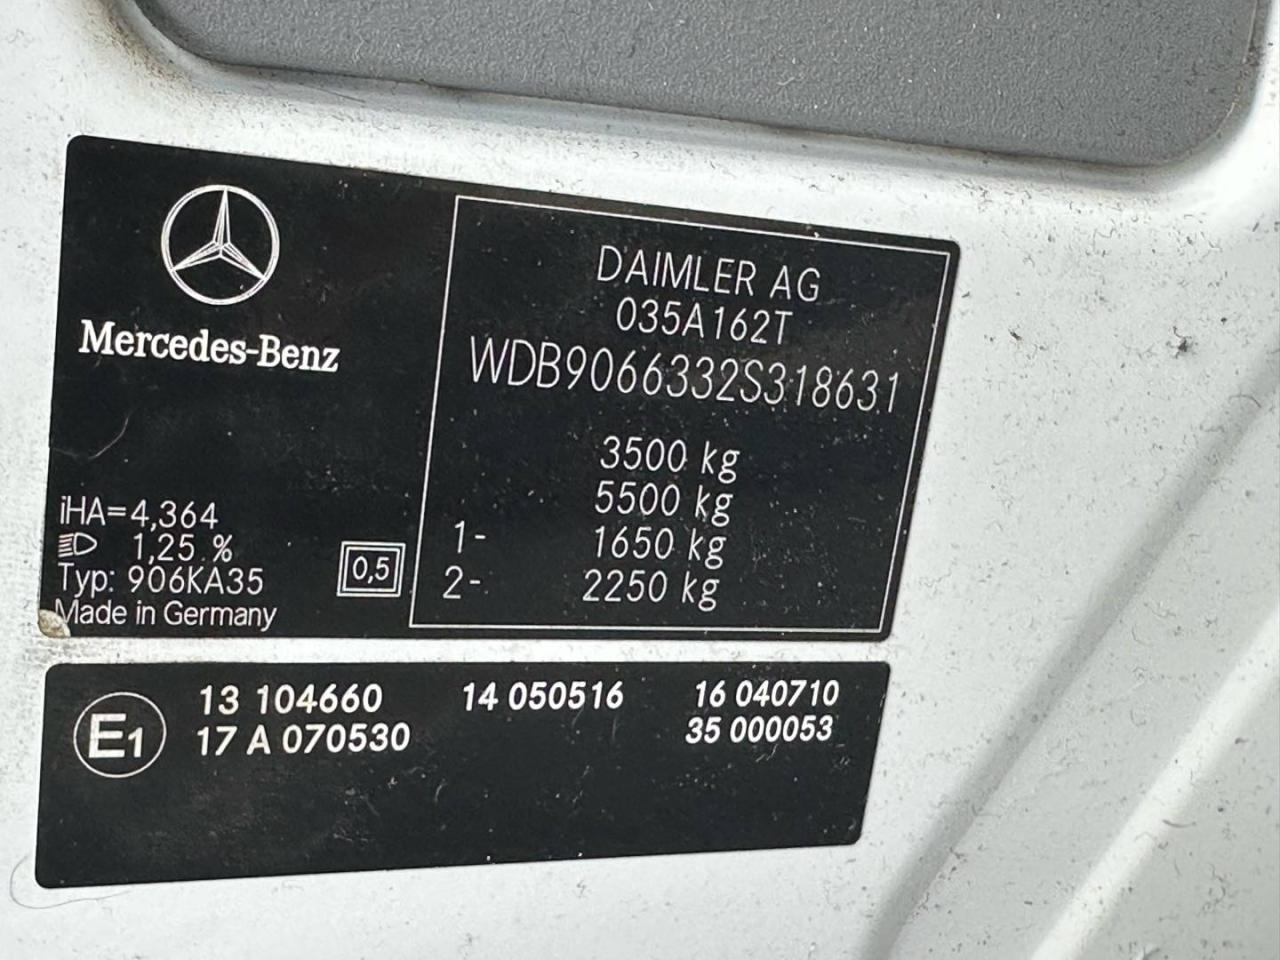 Mercedes-Benz
iHA=4,364
1,25 %
Typ: 906KA35
Made in Germany
0,5
DAIMLER AG
035A162T
WDB9066332S318631
3500 kg
5500 kg
1- 1650 kg
2- 2250 kg
E1
13 104660 14 050516 16 040710
17 A 070530 35 000053